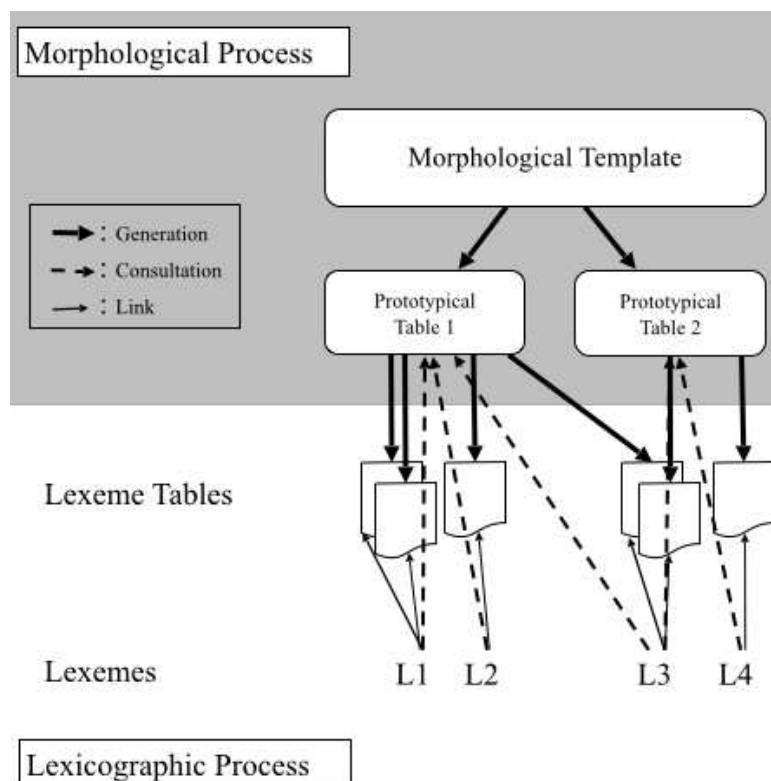 Morphological Process
Morphological Template
: Generation
: Consultation
: Link
Prototypical
Table 1
Prototypical
Table 2
Lexeme Tables
Lexemes
L1
L2
L3
L4
Lexicographic Process